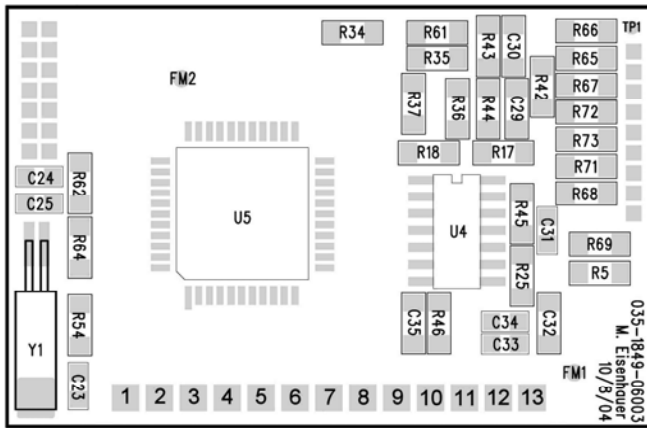 R34
R61
R35
R43
C30
R66
TP1
R65
FM2
R37
R36
R44
C29
R42
R67
R72
R73
R18
R17
R71
C24
R62
R68
C25
U5
U4
R45
C31
R64
R69
R25
R5
Y1
R54
C35
R46
C34
C33
C32
C23
FM1
035-1849-06003
M. Eisenhauer
10/8/04
1 2 3 4 5 6 7 8 9 10 11 12 13